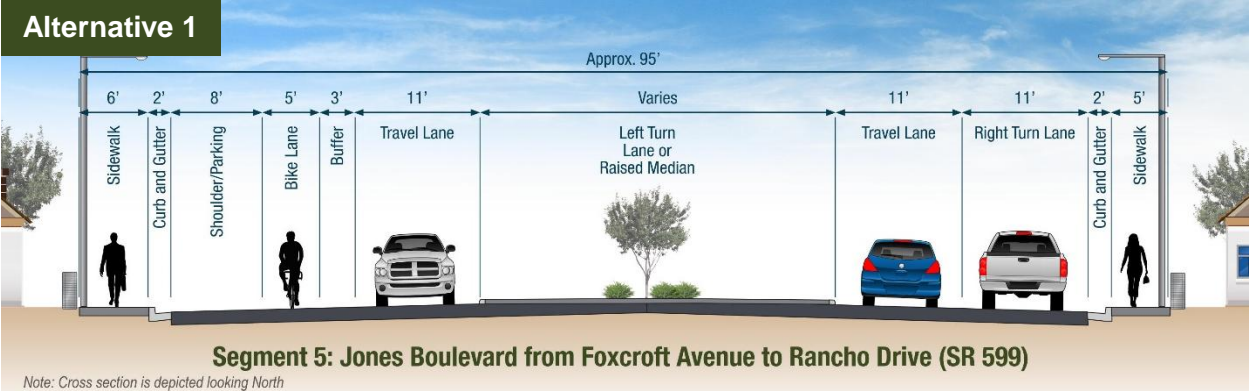 Alternative 1
Approx. 95'
6' 2' 8' 5' 3' 11' Varies 11' 11' 2' 5'
Sidewalk
Curb and Gutter
Shoulder/Parking
Bike Lane
Buffer
Travel Lane
Left Turn
Lane or
Raised Median
Travel Lane
Right Turn Lane
Curb and Gutter
Sidewalk
Segment 5: Jones Boulevard from Foxcroft Avenue to Rancho Drive (SR 599)
Note: Cross section is depicted looking North